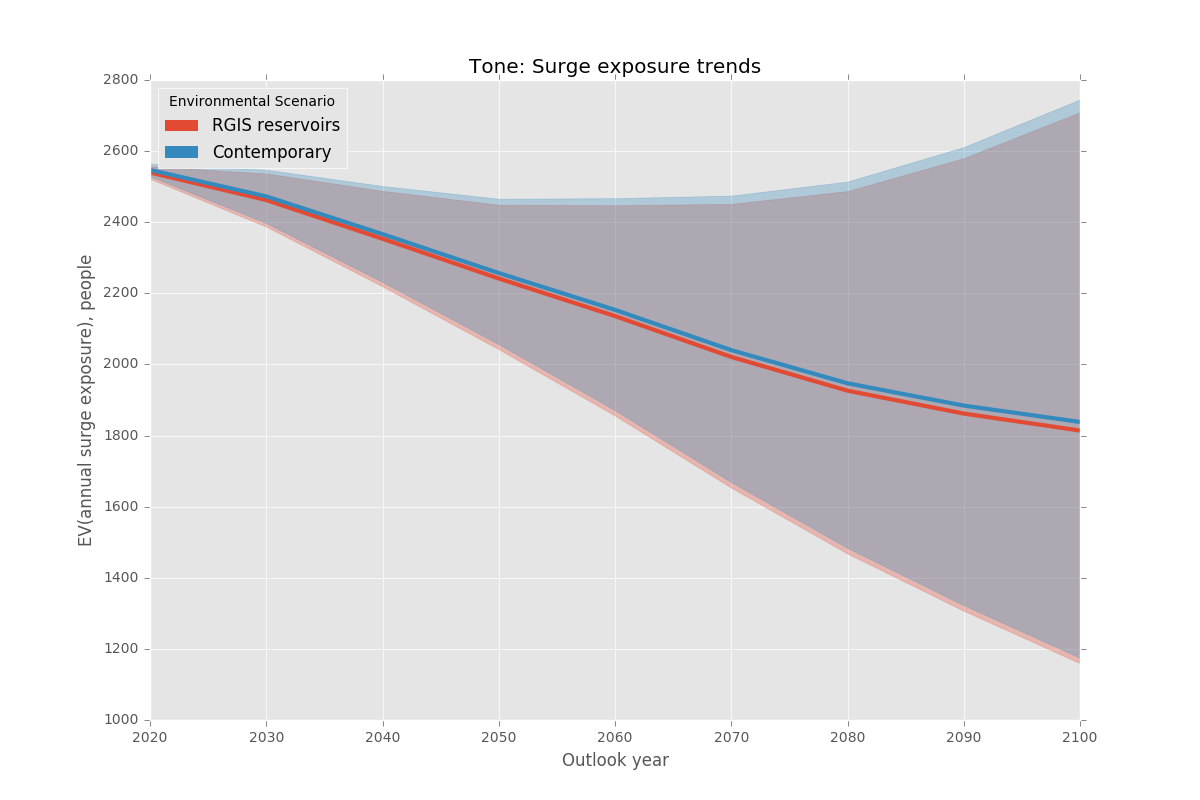 Tone: Surge exposure trends
2800
2600
2400
2200
2000
1800
1600
1400
1200
1000
EV(annual surge exposure), people
Environmental Scenario
RGIS reservoirs
Contemporary
2020 2030 2040 2050 2060 2070 2080 2090 2100
Outlook year